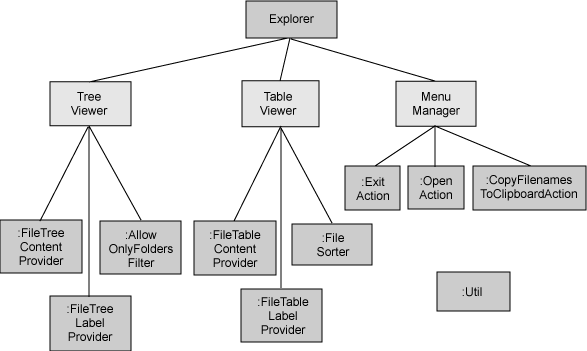 Explorer
Tree
Viewer
Table
Viewer
Menu
Manager
:Exit
Action
:Open
Action
:CopyFilenames
ToClipboardAction
:FileTree
Content
Provider
:Allow
OnlyFolders
Filter
:FileTable
Content
Provider
:File
Sorter
:FileTree
Label
Provider
:FileTable
Label
Provider
:Util